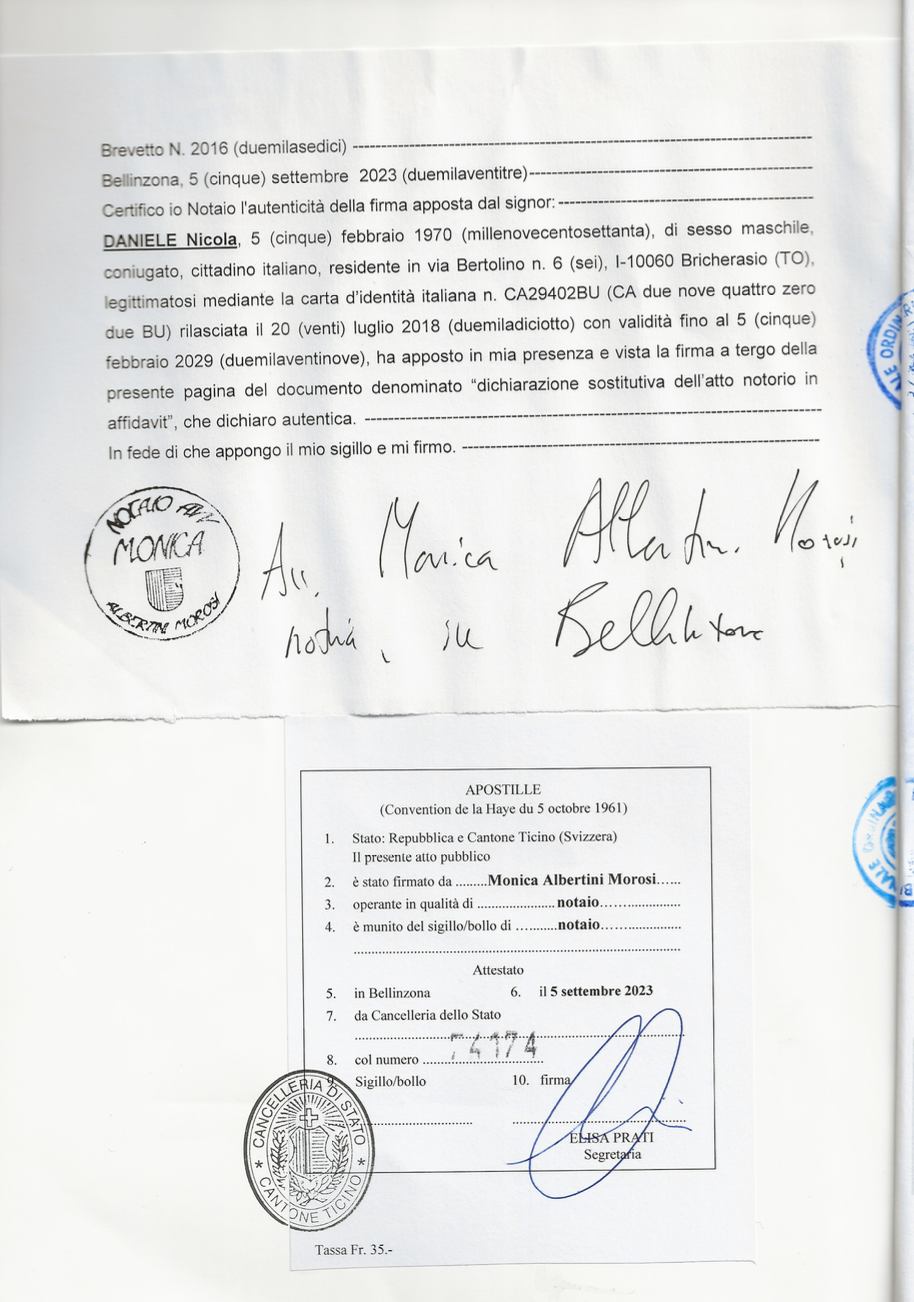 Brevetto N. 2016 (duemilasedici) ------------------------------------------------------------
Bellinzona, 5 (cinque) settembre 2023 (duemilaventitre)-------------------------------------
Certifico io Notaio l'autenticità della firma apposta dal signor:----------------------------------
DANIELE Nicola, 5 (cinque) febbraio 1970 (millenovecentosettanta), di sesso maschile,
coniugato, cittadino italiano, residente in via Bertolino n. 6 (sei), I-10060 Bricherasio (TO),
legittimatosi mediante la carta d'identità italiana n. CA29402BU (CA due nove quattro zero
due BU) rilasciata il 20 (venti) luglio 2018 (duemiladiciotto) con validità fino al 5 (cinque)
febbraio 2029 (duemilaventinove), ha apposto in mia presenza e vista la firma a tergo della
presente pagina del documento denominato “dichiarazione sostitutiva dell'atto notorio in
affidavit”, che dichiaro autentica. ------------------------------------------------------------
In fede di che appongo il mio sigillo e mi firmo. ------------------------------------------------
NOTAIO AVV
MONICA
ALBERTINI MOROSI
Avv. Monica Albertini Morosi,
notaio, in Bellinzona
APOSTILLE
(Convention de la Haye du 5 octobre 1961)
1. Stato: Repubblica e Cantone Ticino (Svizzera)
Il presente atto pubblico
2. è stato firmato da .........Monica Albertini Morosi......
3. operante in qualità di ...................... notaio.......................
4. è munito del sigillo/bollo di ............notaio.......................
Attestato
5. in Bellinzona 6. il 5 settembre 2023
7. da Cancelleria dello Stato
8. col numero ....... 74174
9. Sigillo/bollo 10. firma
ELISA PRATI
Segretaria
CANCELLERIA DI STATO
* CANTONE TICINO *
Tassa Fr. 35.-